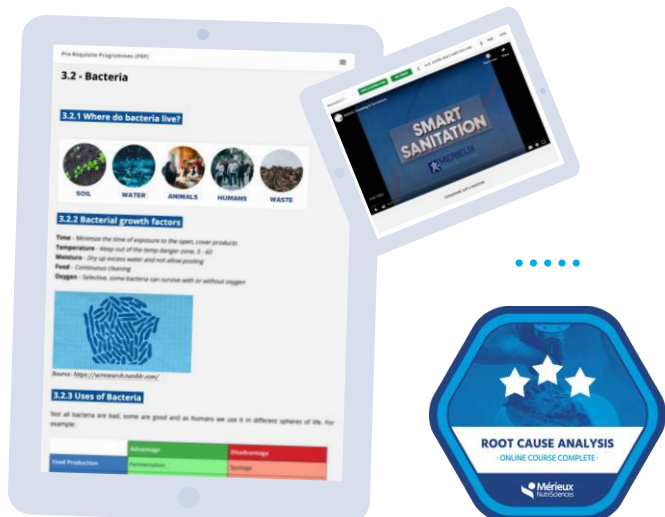 Pre-Requisite Programmes (PRP)
3.2 - Bacteria
3.2.1 Where do bacteria live?
SOIL WATER ANIMALS HUMANS WASTE
3.2.2 Bacterial growth factors
Time - Minimize the time of exposure to the open, cover products
Temperature - Keep out of the temp danger zone, 5 - 60
Moisture - Dry up excess water and not allow pooling
Food - Continuous cleaning
Oxygen - Selective, some bacteria can survive with or without oxygen
3.2.3 Uses of Bacteria
Not all bacteria are bad, some are good and as humans we use it in different spheres of life. For
example:
Advantage Disadvantage
Food Production Fermentation Spoilage
SMART
SANITATION
MÉRIEUX
ROOT CAUSE ANALYSIS
· ONLINE COURSE COMPLETE ·
Mérieux
NutriSciences